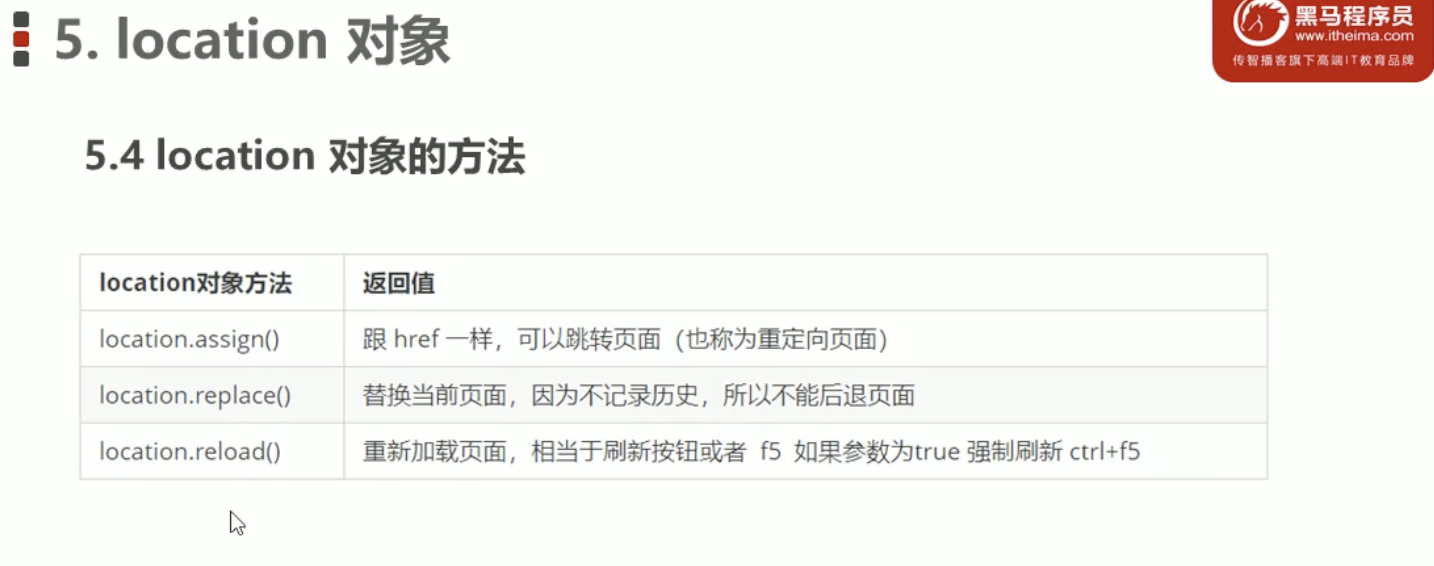 5. location 对象
黑马程序员
www.itheima.com
传智播客旗下高端IT教育品牌
5.4 location 对象的方法
location对象方法 返回值
location.assign() 跟 href 一样，可以跳转页面（也称为重定向页面）
location.replace() 替换当前页面，因为不记录历史，所以不能后退页面
location.reload() 重新加载页面，相当于刷新按钮或者 f5 如果参数为true 强制刷新 ctrl+f5